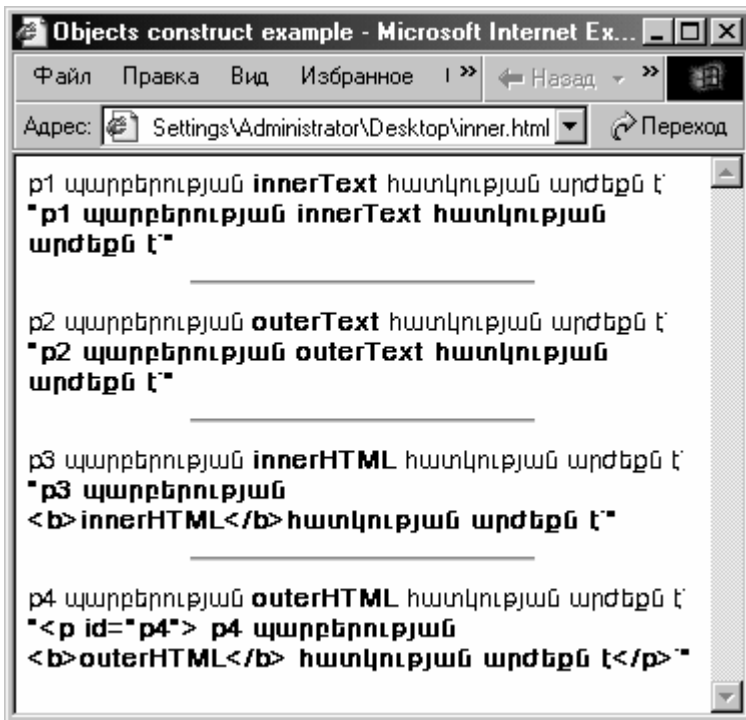 Objects construct example - Microsoft Internet Ex...
Файл Правка Вид Избранное » Назад »
Адрес: Settings\Administrator\Desktop\inner.html Переход
p1 պարբերության innerText հատկության արժեքն է՝
"p1 պարբերության innerText հատկության
արժեքն է՝"
p2 պարբերության outerText հատկության արժեքն է՝
"p2 պարբերության outerText հատկության
արժեքն է՝"
p3 պարբերության innerHTML հատկության արժեքն է՝
"p3 պարբերության
<b>innerHTML</b>հատկության արժեքն է՝"
p4 պարբերության outerHTML հատկության արժեքն է՝
"<p id="p4"> p4 պարբերության
<b>outerHTML</b> հատկության արժեքն է</p>՝"